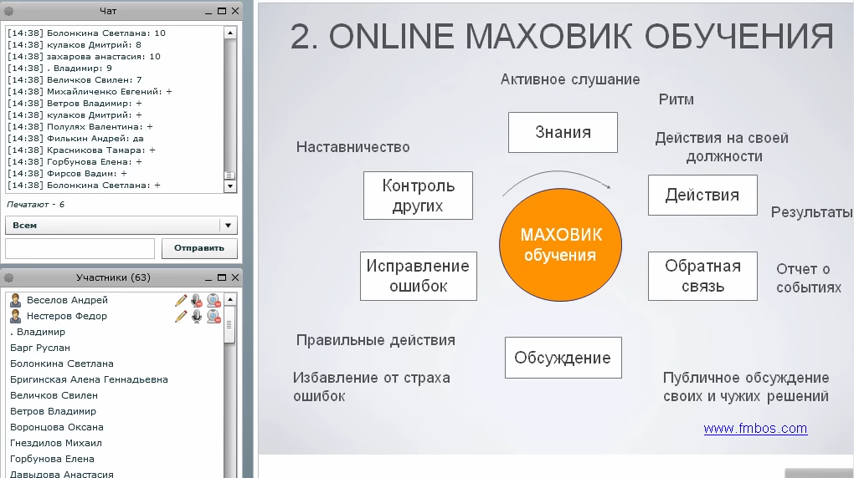 Чат
[14:38] Болонкина Светлана: 10
[14:38] кулаков Дмитрий: 8
[14:38] захарова анастасия: 10
[14:38] . Владимир: 9
[14:38] Величков Свилен: 7
[14:38] Михайличенко Евгений: +
[14:38] Ветров Владимир: +
[14:38] кулаков Дмитрий: +
[14:38] Полулях Валентина: +
[14:38] Филькин Андрей: да
[14:38] Красникова Тамара: +
[14:38] Горбунова Елена: +
[14:38] Фирсов Вадим: +
[14:38] Болонкина Светлана: +
Печатают - 6
Всем
Отправить
Участники (63)
Веселов Андрей
Нестеров Федор
. Владимир
Барг Руслан
Болонкина Светлана
Бригинская Алена Геннадьевна
Величков Свилен
Ветров Владимир
Воронцова Оксана
Гнездилов Михаил
Горбунова Елена
Давыдова Анастасия
2. ONLINE МАХОВИК ОБУЧЕНИЯ
Активное слушание
Ритм
Знания
Действия на своей
должности
Наставничество
Контроль
других
Действия
Результаты
МАХОВИК
обучения
Исправление
ошибок
Обратная
связь
Отчет о
событиях
Правильные действия
Обсуждение
Избавление от страха
ошибок
Публичное обсуждение
своих и чужих решений
www.fmbos.com